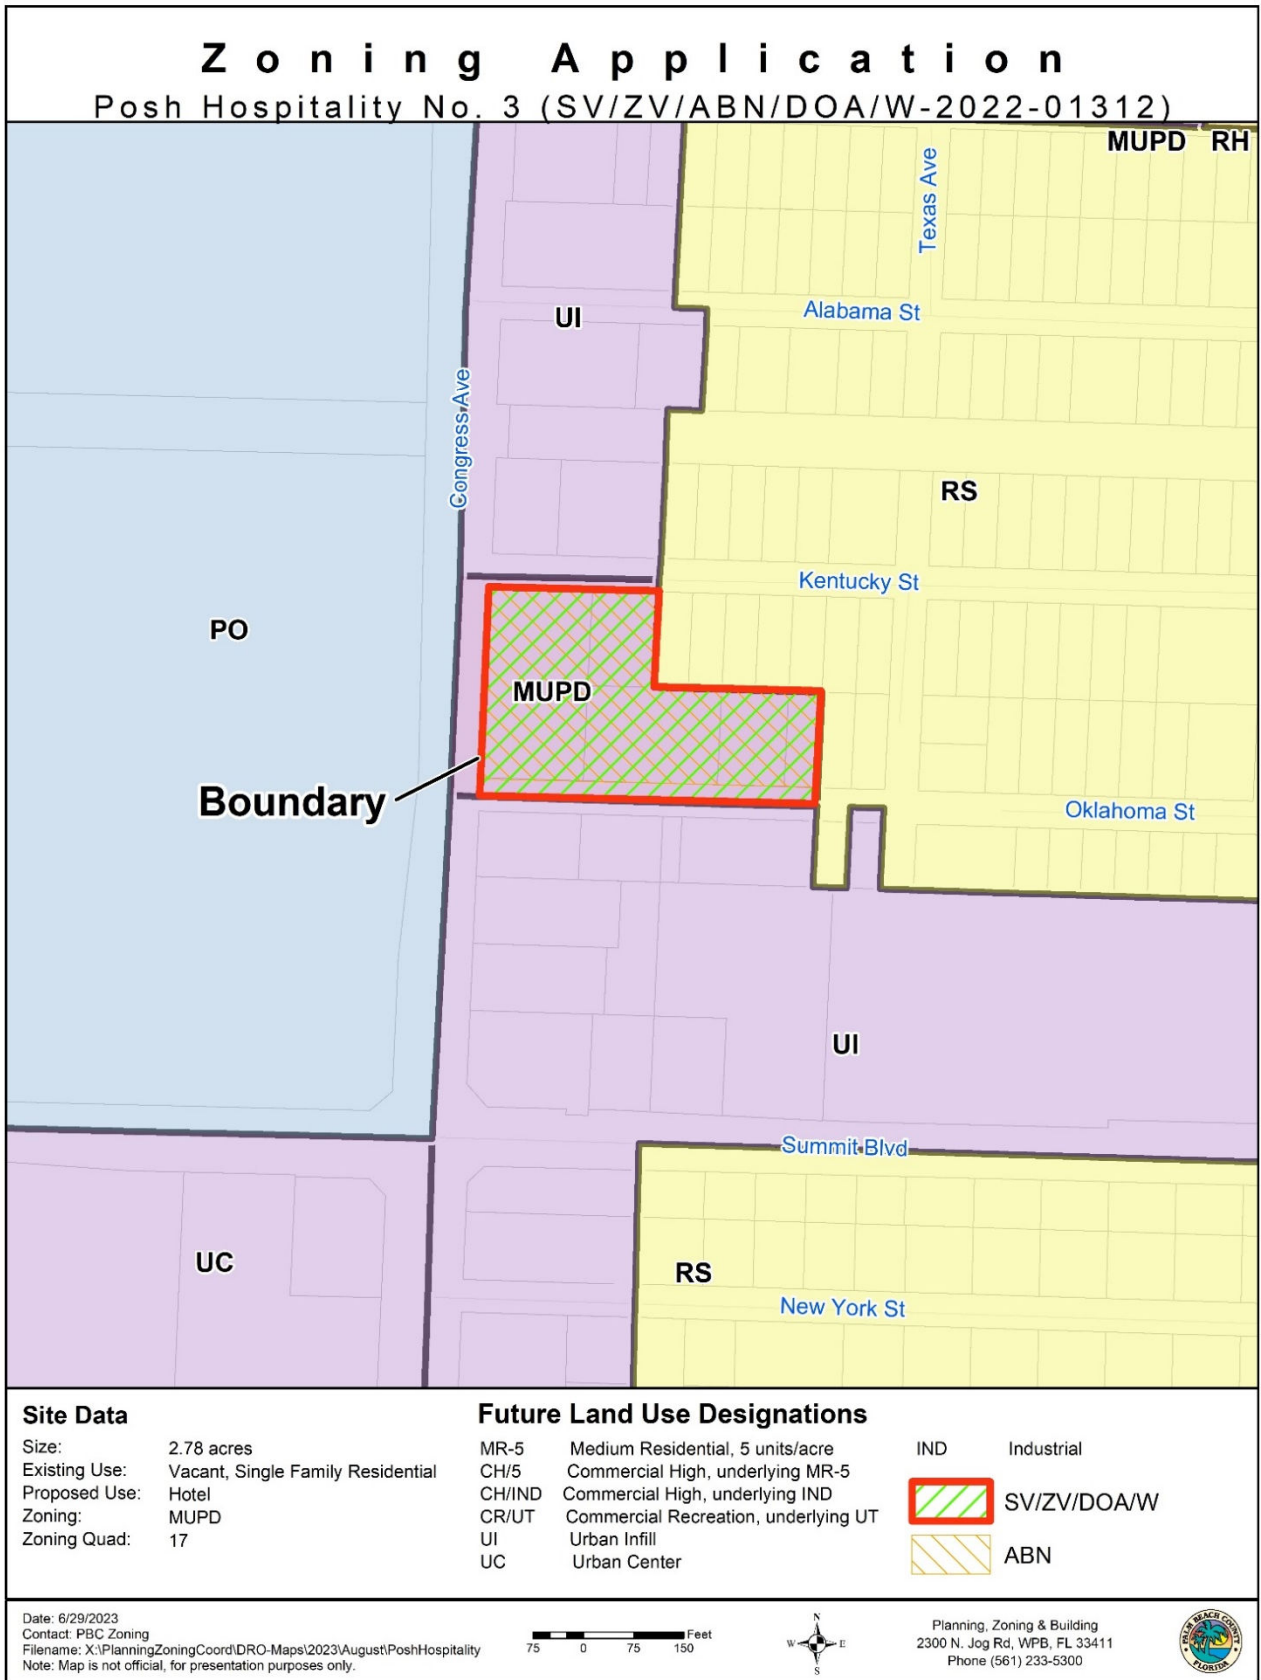 Zoning Application
Posh Hospitality No. 3 (SV/ZV/ABN/DOA/W-2022-01312)
MUPD RH
Texas Ave
Alabama St
UI
Congress Ave
RS
Kentucky St
PO
MUPD
Boundary
Oklahoma St
UI
Summit Blvd
UC
RS
New York St
Site Data
Size: 2.78 acres
Existing Use: Vacant, Single Family Residential
Proposed Use: Hotel
Zoning: MUPD
Zoning Quad: 17
Future Land Use Designations
MR-5 Medium Residential, 5 units/acre
CH/5 Commercial High, underlying MR-5
CH/IND Commercial High, underlying IND
CR/UT Commercial Recreation, underlying UT
UI Urban Infill
UC Urban Center
IND Industrial
SV/ZV/DOA/W
ABN
Date: 6/29/2023
Contact: PBC Zoning
Filename: X:\PlanningZoningCoord\DRO-Maps\2023\August\PoshHospitality
Note: Map is not official, for presentation purposes only.
Feet
75 0 75 150
N
W E
S
Planning, Zoning & Building
2300 N. Jog Rd, WPB, FL 33411
Phone (561) 233-5300
PALM BEACH COUNTY
FLORIDA